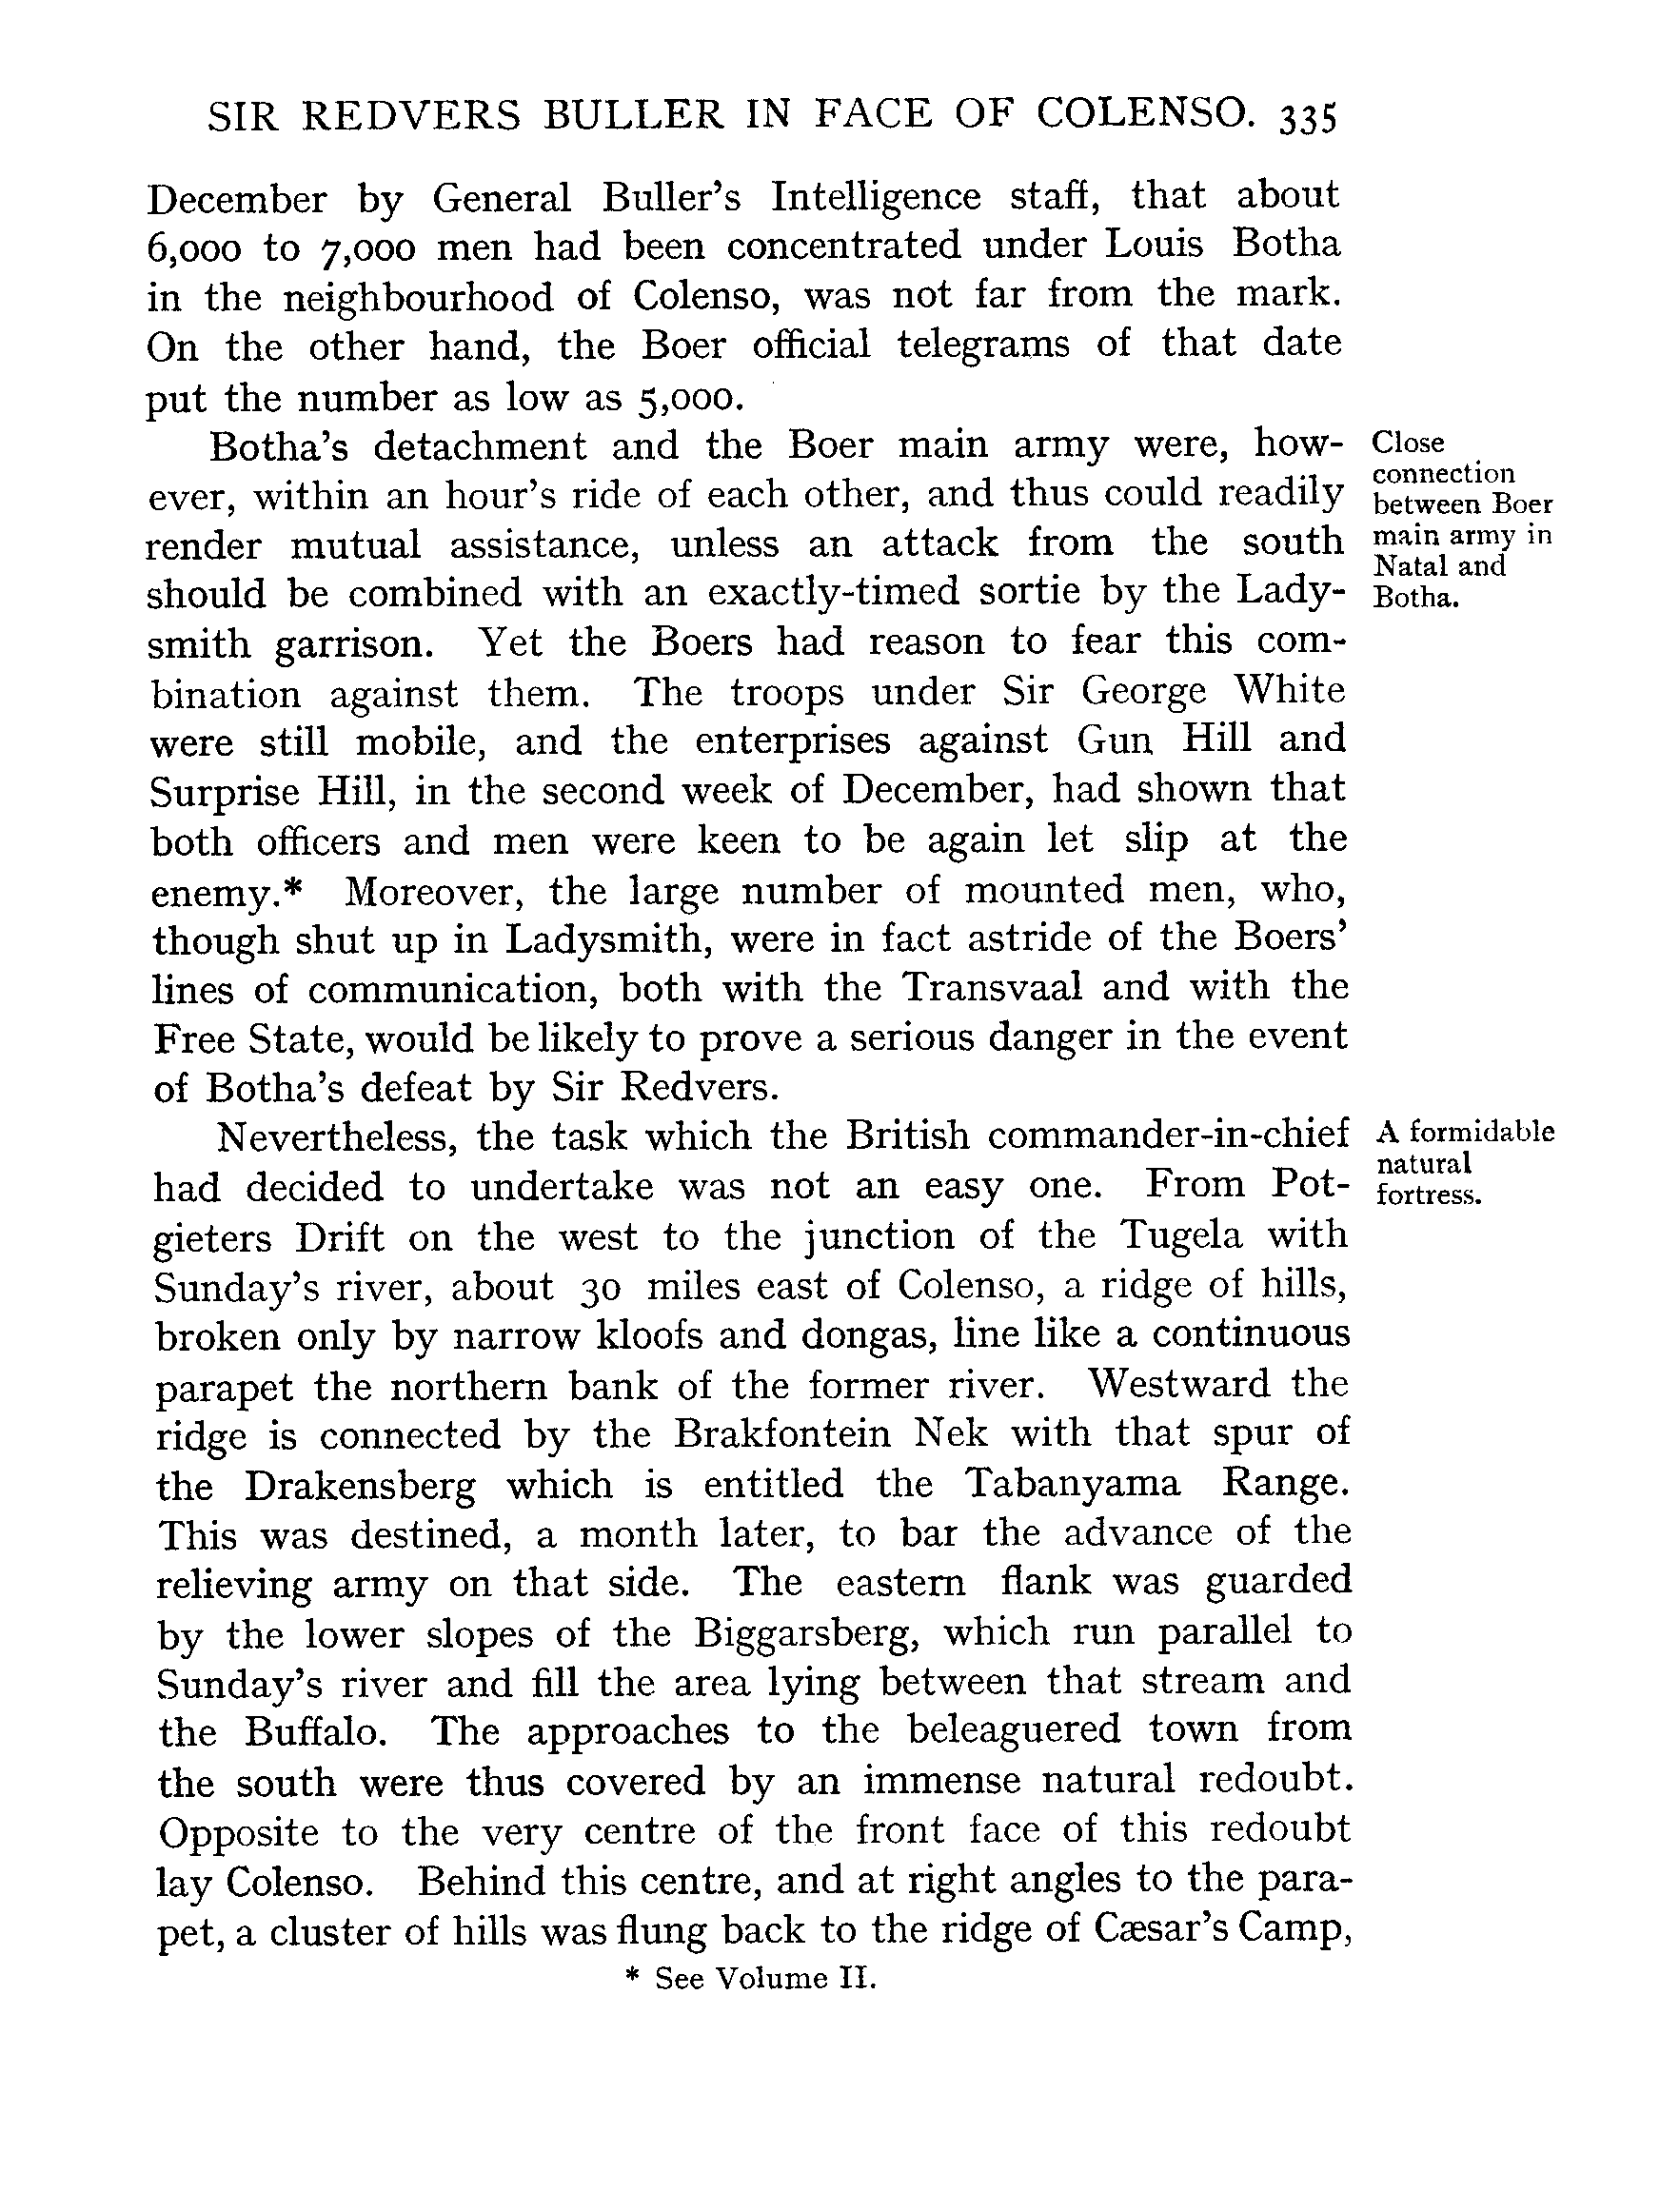 SIR REDVERS BULLER IN FACE OF COLENSO. 335
December by General Buller's Intelligence staff, that about
6,000 to 7,000 men had been concentrated under Louis Botha
in the neighbourhood of Colenso, was not far from the mark.
On the other hand, the Boer official telegrams of that date
put the number as low as 5,000.
Botha's detachment and the Boer main army were, how-
ever, within an hour's ride of each other, and thus could readily
render mutual assistance, unless an attack from the south
should be combined with an exactly-timed sortie by the Lady-
smith garrison. Yet the Boers had reason to fear this com-
bination against them. The troops under Sir George White
were still mobile, and the enterprises against Gun Hill and
Surprise Hill, in the second week of December, had shown that
both officers and men were keen to be again let slip at the
enemy.* Moreover, the large number of mounted men, who,
though shut up in Ladysmith, were in fact astride of the Boers'
lines of communication, both with the Transvaal and with the
Free State, would be likely to prove a serious danger in the event
of Botha's defeat by Sir Redvers.
Close
connection
between Boer
main army in
Natal and
Botha.
Nevertheless, the task which the British commander-in-chief
had decided to undertake was not an easy one. From Pot-
gieters Drift on the west to the junction of the Tugela with
Sunday's river, about 30 miles east of Colenso, a ridge of hills,
broken only by narrow kloofs and dongas, line like a continuous
parapet the northern bank of the former river. Westward the
ridge is connected by the Brakfontein Nek with that spur of
the Drakensberg which is entitled the Tabanyama Range.
This was destined, a month later, to bar the advance of the
relieving army on that side. The eastern flank was guarded
by the lower slopes of the Biggarsberg, which run parallel to
Sunday's river and fill the area lying between that stream and
the Buffalo. The approaches to the beleaguered town from
the south were thus covered by an immense natural redoubt.
Opposite to the very centre of the front face of this redoubt
lay Colenso. Behind this centre, and at right angles to the para-
pet, a cluster of hills was flung back to the ridge of Cæsar's Camp,
A formidable
natural
fortress.
* See Volume II.